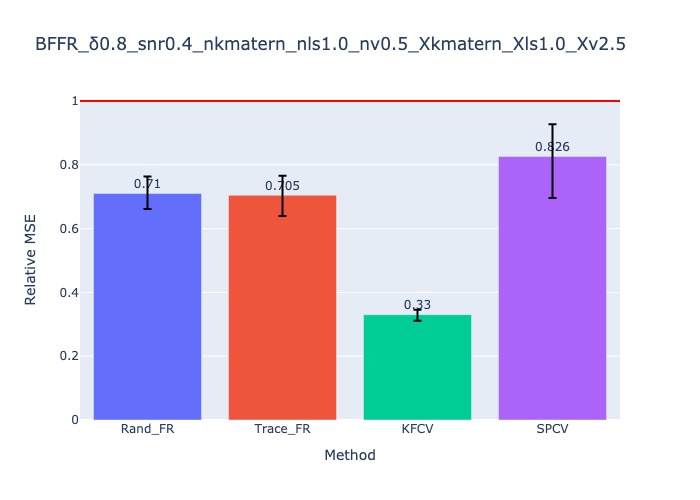 BFFR_δ0.8_snr0.4_nkmatern_nls1.0_nv0.5_Xkmatern_Xls1.0_Xv2.5
1
0.8
0.6
0.4
0.2
0
Relative MSE
0.71
0.705
0.33
0.826
Rand_FR
Trace_FR
KFCV
SPCV
Method